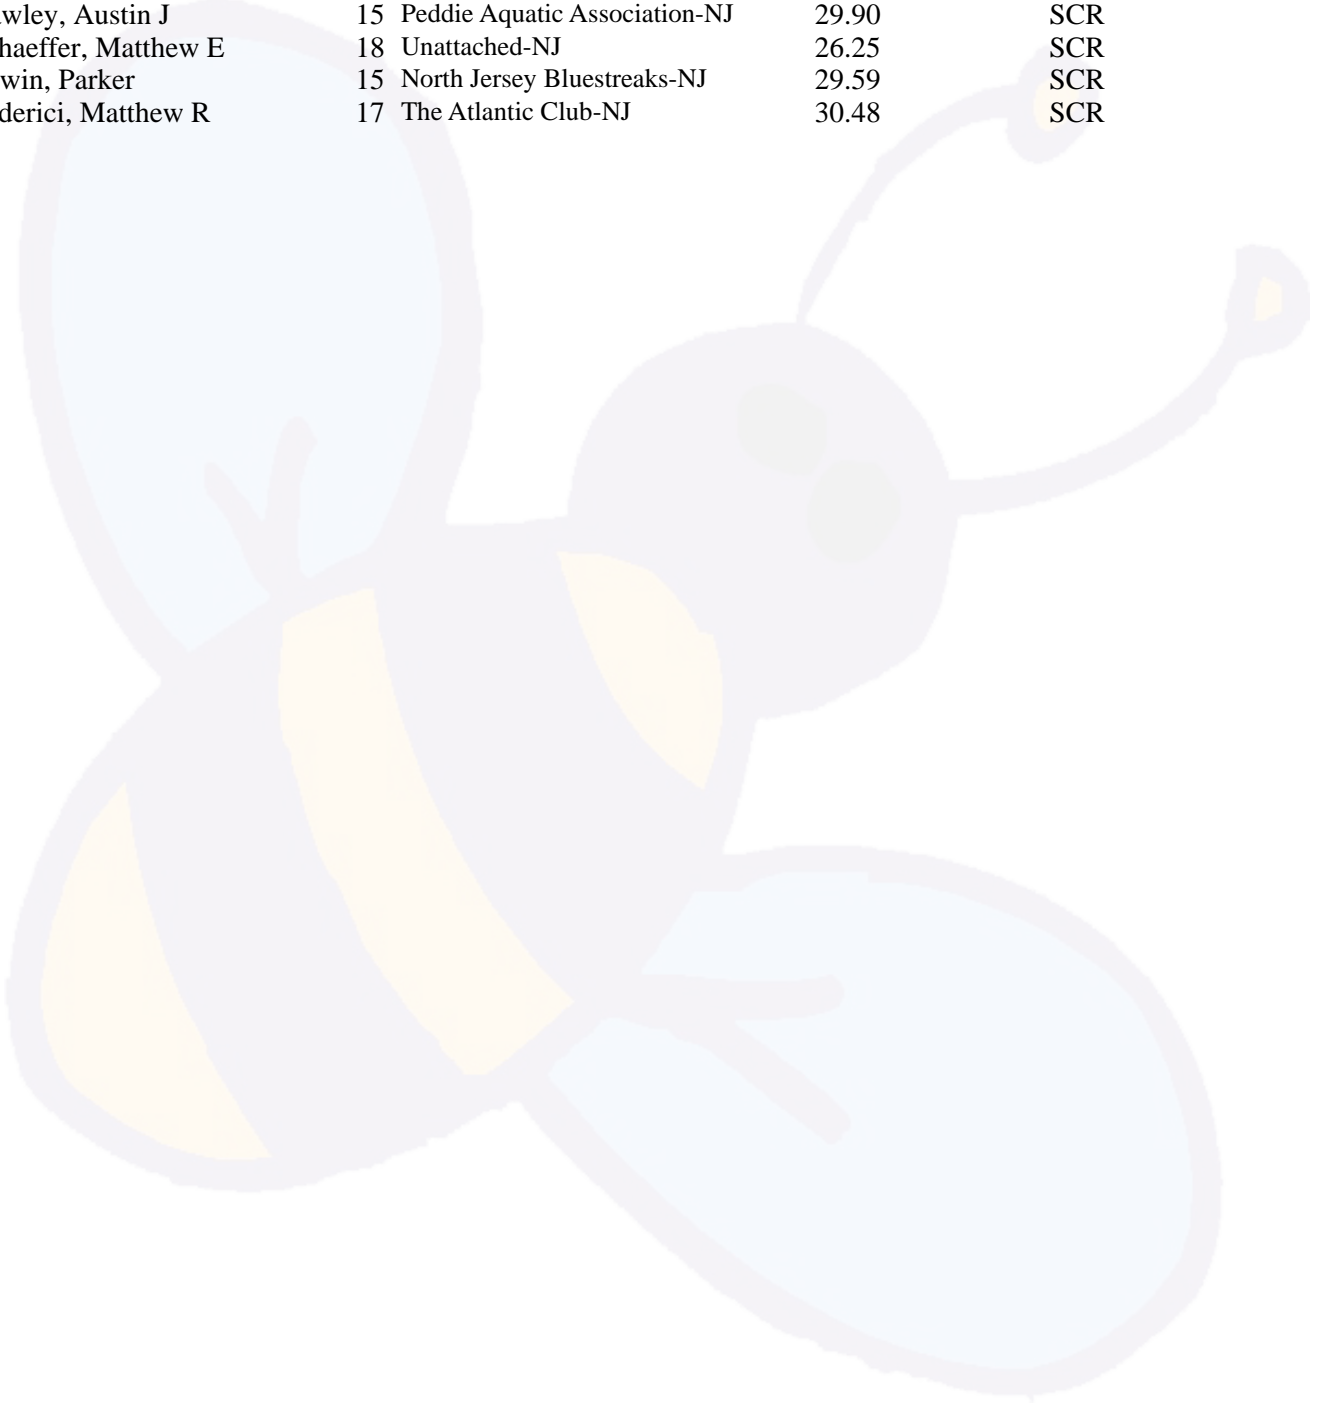 wley, Austin J 15 Peddie Aquatic Association-NJ 29.90 SCR
haeffer, Matthew E 18 Unattached-NJ 26.25 SCR
win, Parker 15 North Jersey Bluestreaks-NJ 29.59 SCR
derici, Matthew R 17 The Atlantic Club-NJ 30.48 SCR